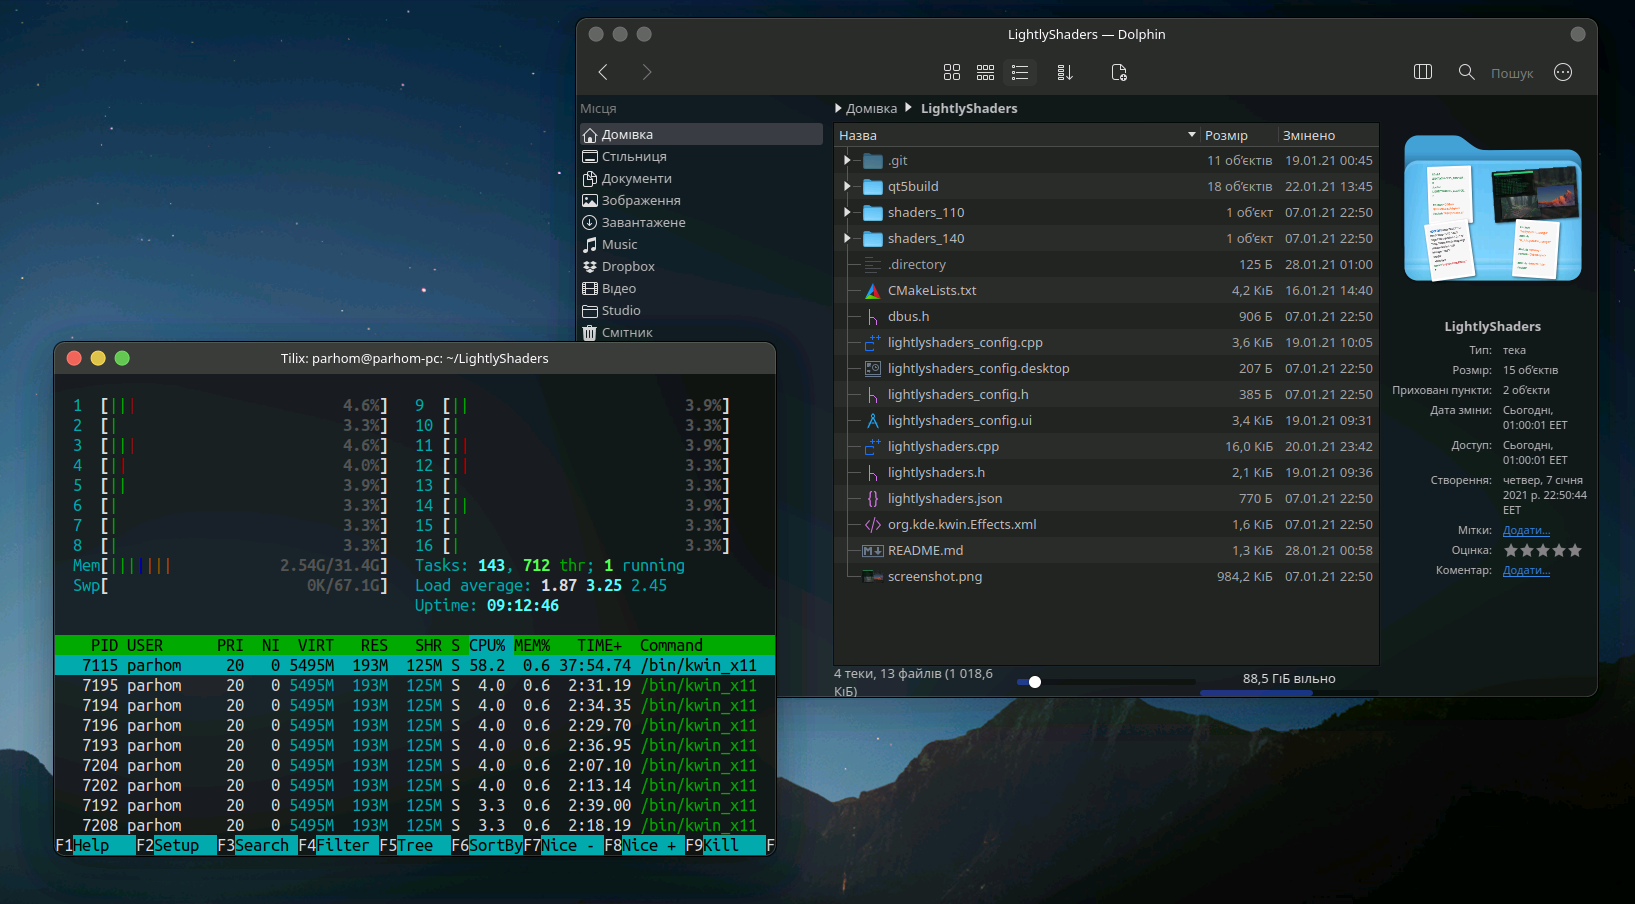 LightlyShaders — Dolphin
Пошук
Місця
Домівка
Стільниця
Документи
Зображення
Завантажене
Music
Dropbox
Відео
Studio
Смітник
Домівка LightlyShaders
Назва Розмір Змінено
.git 11 об'єктів 19.01.21 00:45
qt5build 18 об'єктів 22.01.21 13:45
shaders_110 1 об'єкт 07.01.21 22:50
shaders_140 1 об'єкт 07.01.21 22:50
.directory 125 Б 28.01.21 01:00
CMakeLists.txt 4,2 КіБ 16.01.21 14:40
dbus.h 906 Б 07.01.21 22:50
lightlyshaders_config.cpp 3,6 КіБ 19.01.21 10:05
lightlyshaders_config.desktop 207 Б 07.01.21 22:50
lightlyshaders_config.h 385 Б 07.01.21 22:50
lightlyshaders_config.ui 3,4 КіБ 19.01.21 09:31
lightlyshaders.cpp 16,0 КіБ 20.01.21 23:42
lightlyshaders.h 2,1 КіБ 19.01.21 09:36
lightlyshaders.json 770 Б 07.01.21 22:50
org.kde.kwin.Effects.xml 1,6 КіБ 07.01.21 22:50
README.md 1,3 КіБ 28.01.21 00:58
screenshot.png 984,2 КіБ 07.01.21 22:50
4 теки, 13 файлів (1 018,6
КіБ)
88,5 ГіБ вільно
LightlyShaders
Тип: тека
Розмір: 15 об'єктів
Приховані пункти: 2 об'єкти
Дата зміни: Сьогодні,
01:00:01 EET
Доступ: Сьогодні,
01:00:01 EET
Створення: четвер, 7 січня
2021 р. 22:50:44
EET
Мітки: Додати...
Оцінка:
Коментар: Додати...
Tilix: parhom@parhom-pc: ~/LightlyShaders
1 [||| 4.6%] 9 [|| 3.9%]
2 [| 3.3%] 10 [| 3.3%]
3 [||| 4.6%] 11 [|| 3.9%]
4 [|| 4.0%] 12 [|| 3.3%]
5 [|| 3.9%] 13 [| 3.3%]
6 [| 3.3%] 14 [|| 3.9%]
7 [| 3.3%] 15 [| 3.3%]
8 [| 3.3%] 16 [| 3.3%]
Mem[||||||| 2.54G/31.4G] Tasks: 143, 712 thr; 1 running
Swp[ 0K/67.1G] Load average: 1.87 3.25 2.45
Uptime: 09:12:46
PID USER PRI NI VIRT RES SHR S CPU% MEM% TIME+ Command
7115 parhom 20 0 5495M 193M 125M S 58.2 0.6 37:54.74 /bin/kwin_x11
7195 parhom 20 0 5495M 193M 125M S 4.0 0.6 2:31.19 /bin/kwin_x11
7194 parhom 20 0 5495M 193M 125M S 4.0 0.6 2:34.35 /bin/kwin_x11
7196 parhom 20 0 5495M 193M 125M S 4.0 0.6 2:29.70 /bin/kwin_x11
7193 parhom 20 0 5495M 193M 125M S 4.0 0.6 2:36.95 /bin/kwin_x11
7204 parhom 20 0 5495M 193M 125M S 4.0 0.6 2:07.10 /bin/kwin_x11
7202 parhom 20 0 5495M 193M 125M S 4.0 0.6 2:13.14 /bin/kwin_x11
7192 parhom 20 0 5495M 193M 125M S 3.3 0.6 2:39.00 /bin/kwin_x11
7208 parhom 20 0 5495M 193M 125M S 3.3 0.6 2:18.19 /bin/kwin_x11
F1Help F2Setup F3Search F4Filter F5Tree F6SortByF7Nice - F8Nice + F9Kill F